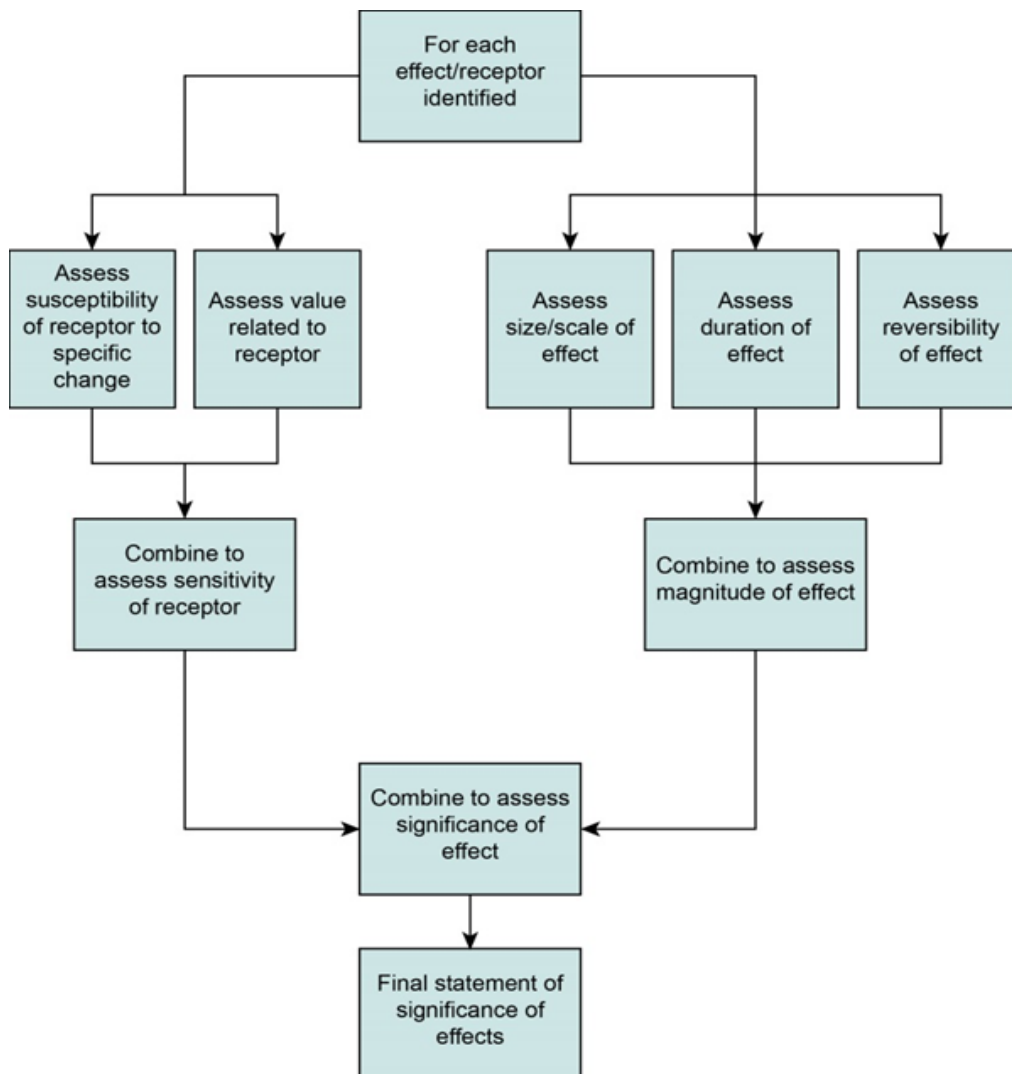 For each
effect/receptor
identified
Assess
susceptibility
of receptor to
specific
change
Assess value
related to
receptor
Assess
size/scale of
effect
Assess
duration of
effect
Assess
reversibility
of effect
Combine to
assess sensitivity
of receptor
Combine to assess
magnitude of effect
Combine to assess
significance of
effect
Final statement of
significance of
effects